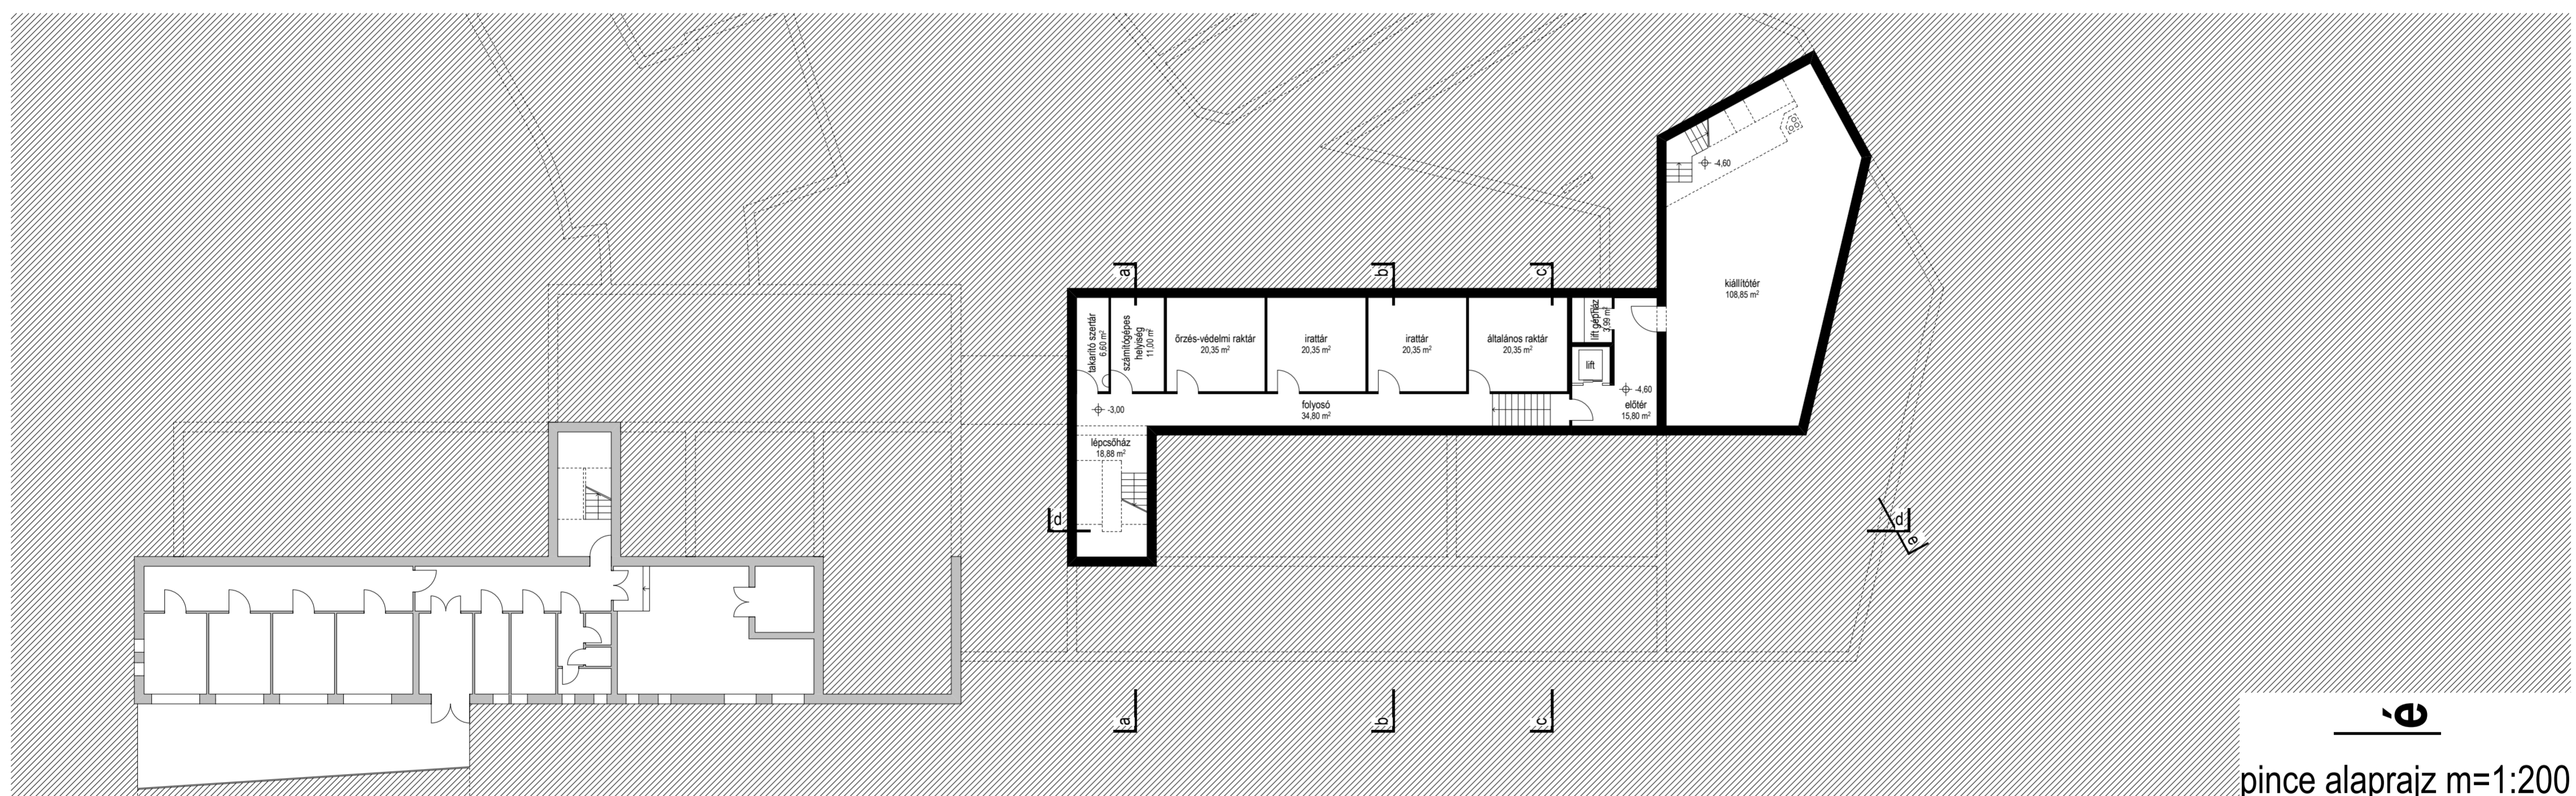 -4,60
kiállítótér
108,85 m²
a
b
c
takarító szertár
6,60 m²
számítógépes
helyiség
11,00 m²
őrzés-védelmi raktár
20,35 m²
irattár
20,35 m²
irattár
20,35 m²
általános raktár
20,35 m²
lift gépház
3,99 m²
lift
-4,60
előtér
15,80 m²
-3,00
folyosó
34,80 m²
lépcsőház
18,88 m²
d
d
e
a
b
c
é
pince alaprajz m=1:200